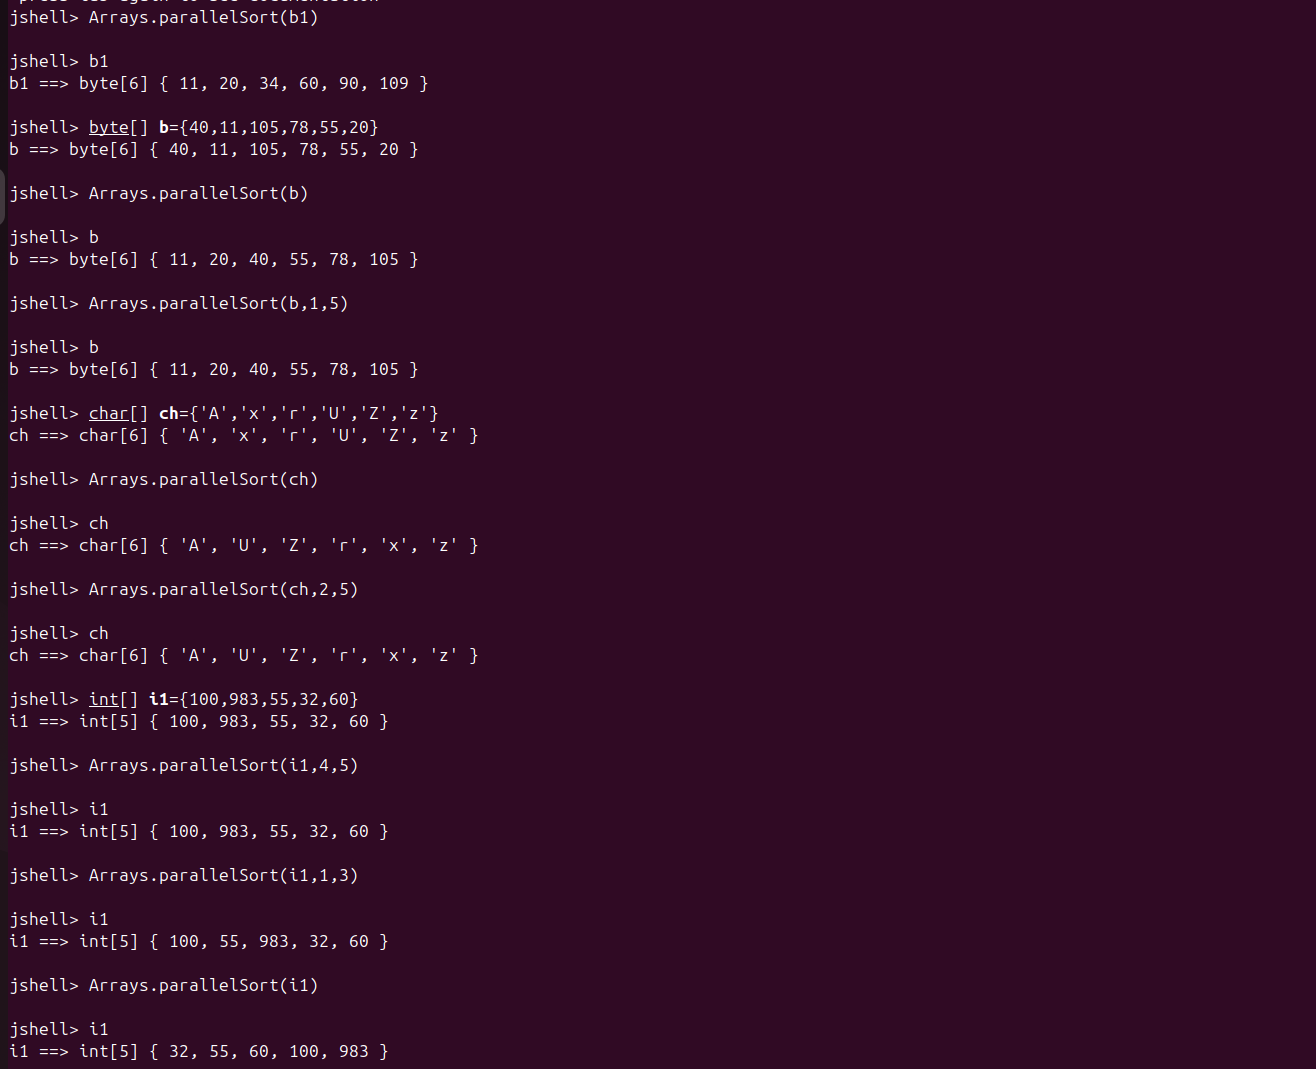 jshell> Arrays.parallelSort(b1)
jshell> b1
b1 ==> byte[6] { 11, 20, 34, 60, 90, 109 }
jshell> byte[] b={40,11,105,78,55,20}
b ==> byte[6] { 40, 11, 105, 78, 55, 20 }
jshell> Arrays.parallelSort(b)
jshell> b
b ==> byte[6] { 11, 20, 40, 55, 78, 105 }
jshell> Arrays.parallelSort(b,1,5)
jshell> b
b ==> byte[6] { 11, 20, 40, 55, 78, 105 }
jshell> char[] ch={'A','x','r','U','Z','z'}
ch ==> char[6] { 'A', 'x', 'r', 'U', 'Z', 'z' }
jshell> Arrays.parallelSort(ch)
jshell> ch
ch ==> char[6] { 'A', 'U', 'Z', 'r', 'x', 'z' }
jshell> Arrays.parallelSort(ch,2,5)
jshell> ch
ch ==> char[6] { 'A', 'U', 'Z', 'r', 'x', 'z' }
jshell> int[] i1={100,983,55,32,60}
i1 ==> int[5] { 100, 983, 55, 32, 60 }
jshell> Arrays.parallelSort(i1,4,5)
jshell> i1
i1 ==> int[5] { 100, 983, 55, 32, 60 }
jshell> Arrays.parallelSort(i1,1,3)
jshell> i1
i1 ==> int[5] { 100, 55, 983, 32, 60 }
jshell> Arrays.parallelSort(i1)
jshell> i1
i1 ==> int[5] { 32, 55, 60, 100, 983 }